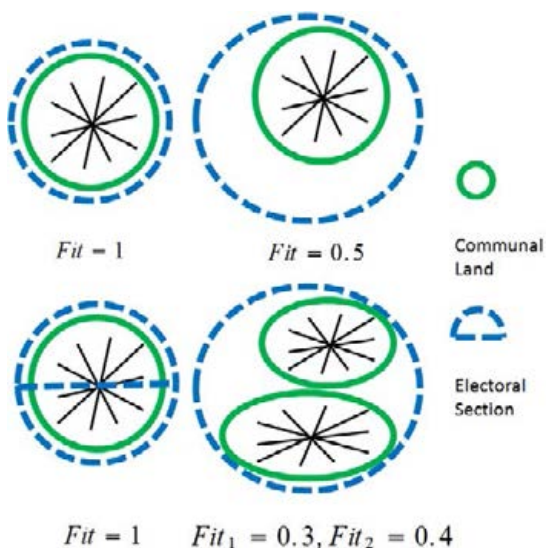 Fit = 1
Fit = 0.5
Communal
Land
Electoral
Section
Fit = 1
Fit₁ = 0.3, Fit₂ = 0.4